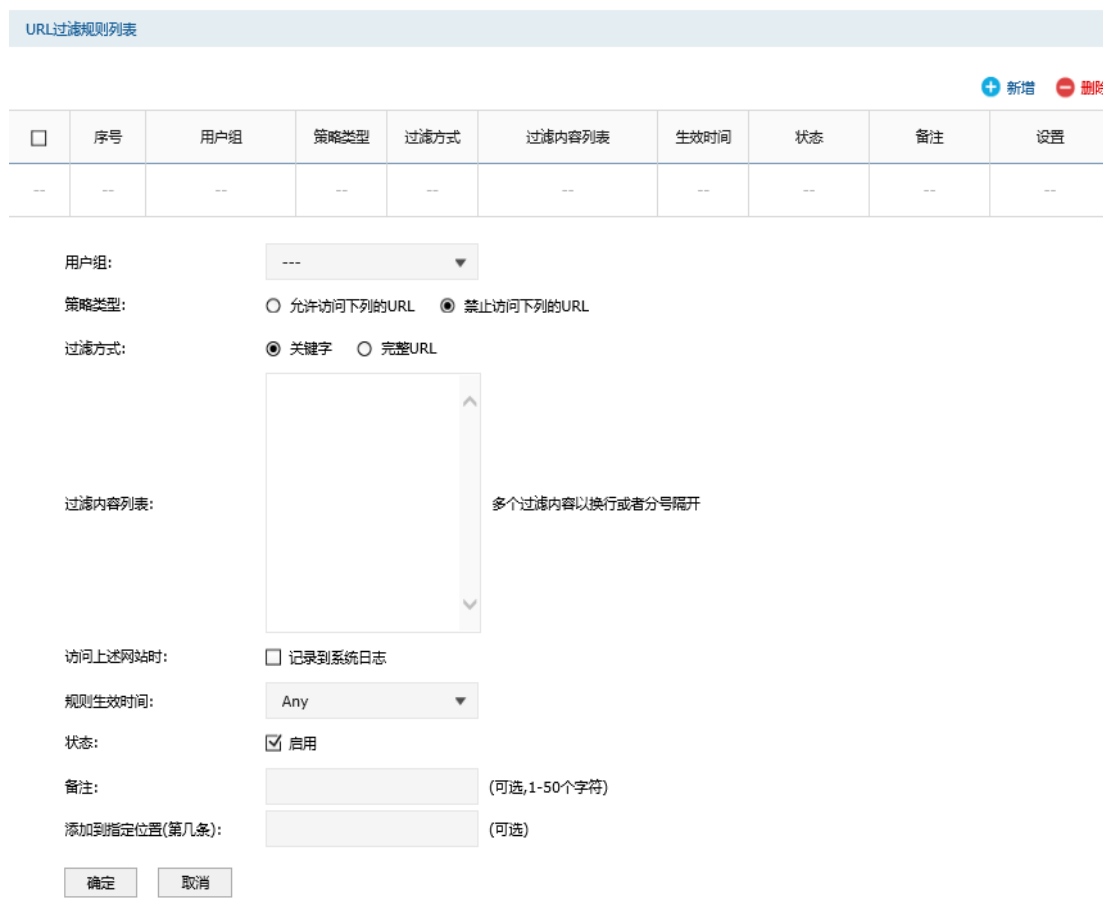 URL过滤规则列表
新增 删除
序号 用户组 策略类型 过滤方式 过滤内容列表 生效时间 状态 备注 设置
-- -- -- -- -- -- -- -- -- --
用户组: ---
策略类型: 允许访问下列的URL 禁止访问下列的URL
过滤方式: 关键字 完整URL
过滤内容列表: 多个过滤内容以换行或者分号隔开
访问上述网站时: 记录到系统日志
规则生效时间: Any
状态: 启用
备注: (可选,1-50个字符)
添加到指定位置(第几条): (可选)
确定 取消